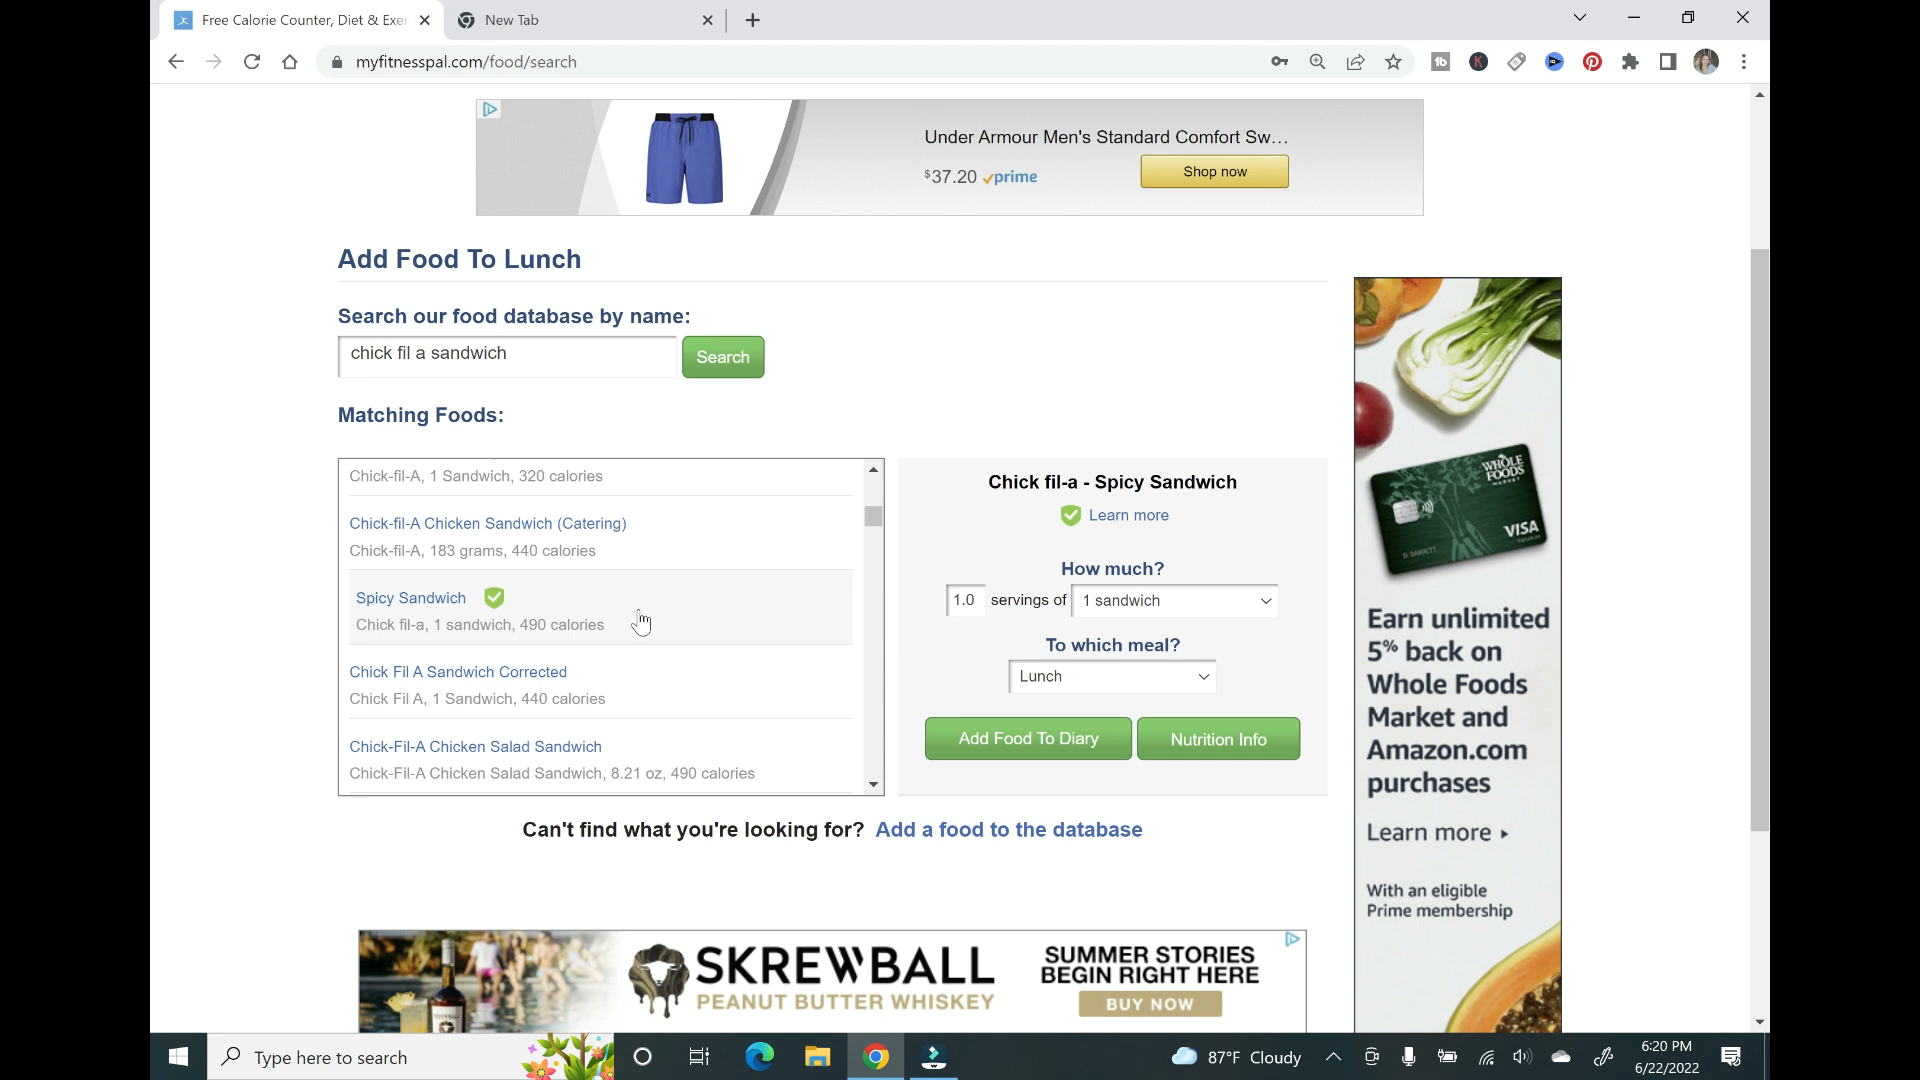 Free Calorie Counter, Diet & Exer
New Tab
myfitnesspal.com/food/search
Under Armour Men's Standard Comfort Sw...
$37.20 prime
Shop now
Add Food To Lunch
Search our food database by name:
chick fil a sandwich
Search
Matching Foods:
Chick-fil-A, 1 Sandwich, 320 calories
Chick-fil-A Chicken Sandwich (Catering)
Chick-fil-A, 183 grams, 440 calories
Spicy Sandwich
Chick fil-a, 1 sandwich, 490 calories
Chick Fil A Sandwich Corrected
Chick Fil A, 1 Sandwich, 440 calories
Chick-Fil-A Chicken Salad Sandwich
Chick-Fil-A Chicken Salad Sandwich, 8.21 oz, 490 calories
Chick fil-a - Spicy Sandwich
Learn more
How much?
1.0 servings of 1 sandwich
To which meal?
Lunch
Add Food To Diary
Nutrition Info
Can't find what you're looking for? Add a food to the database
WHOLE
FOODS
MARKET
VISA
Signature
D. BARRETT
Earn unlimited
5% back on
Whole Foods
Market and
Amazon.com
purchases
Learn more
With an eligible
Prime membership
SKREWBALL
PEANUT BUTTER WHISKEY
SUMMER STORIES
BEGIN RIGHT HERE
BUY NOW
Type here to search
87°F Cloudy
6:20 PM
6/22/2022